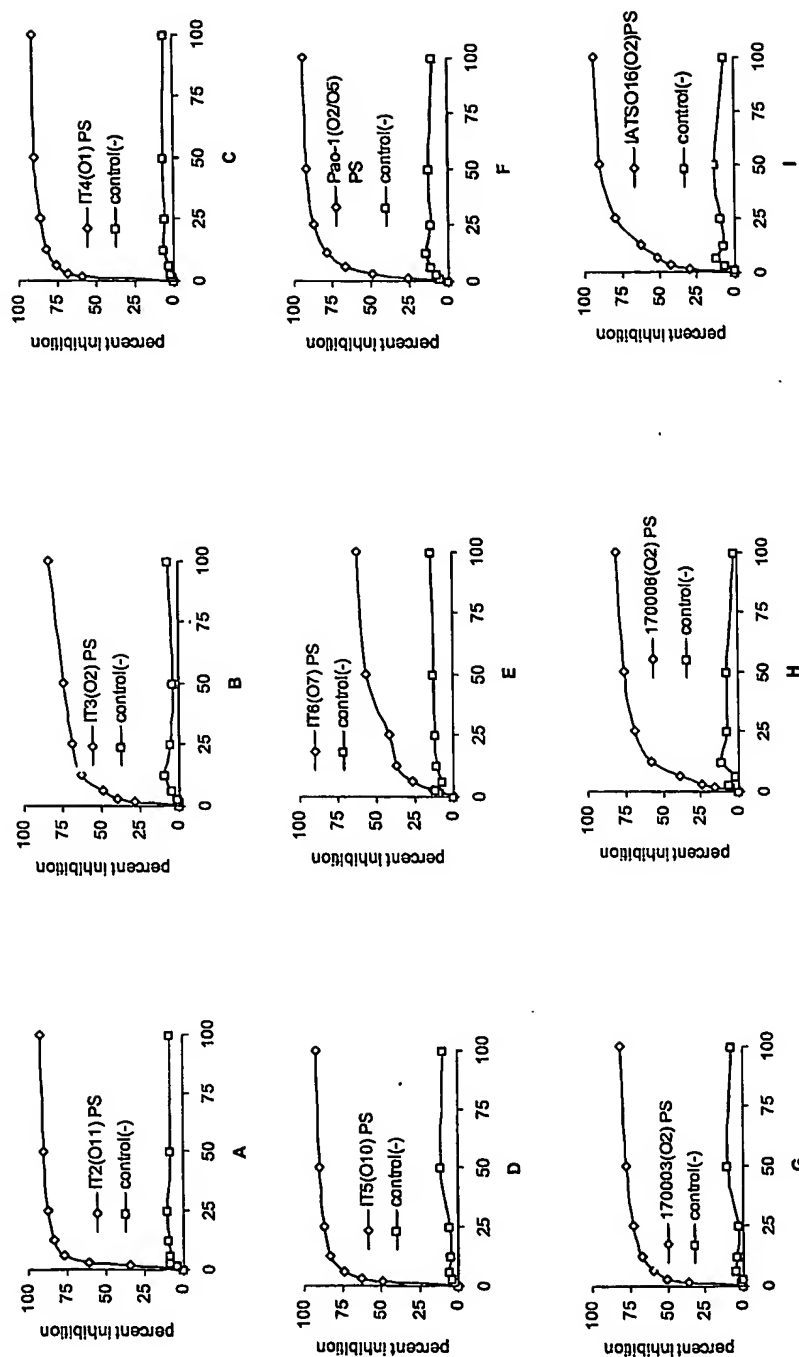 percent inhibition
100
75
50
25
0
IT2(O11) PS
control(-)
0 25 50 75 100
A
percent inhibition
100
75
50
25
0
IT3(O2) PS
control(-)
0 25 50 75 100
B
percent inhibition
100
75
50
25
0
IT4(O1) PS
control(-)
0 25 50 75 100
C
percent inhibition
100
75
50
25
0
IT5(O10) PS
control(-)
0 25 50 75 100
D
percent inhibition
100
75
50
25
0
IT6(O7) PS
control(-)
0 25 50 75 100
E
percent inhibition
100
75
50
25
0
Pao-1(O2/O5)
PS
control(-)
0 25 50 75 100
F
percent inhibition
100
75
50
25
0
170003(O2) PS
control(-)
0 25 50 75 100
G
percent inhibition
100
75
50
25
0
170006(O2) PS
control(-)
0 25 50 75 100
H
percent inhibition
100
75
50
25
0
IATSO16(O2)PS
control(-)
0 25 50 75 100
I